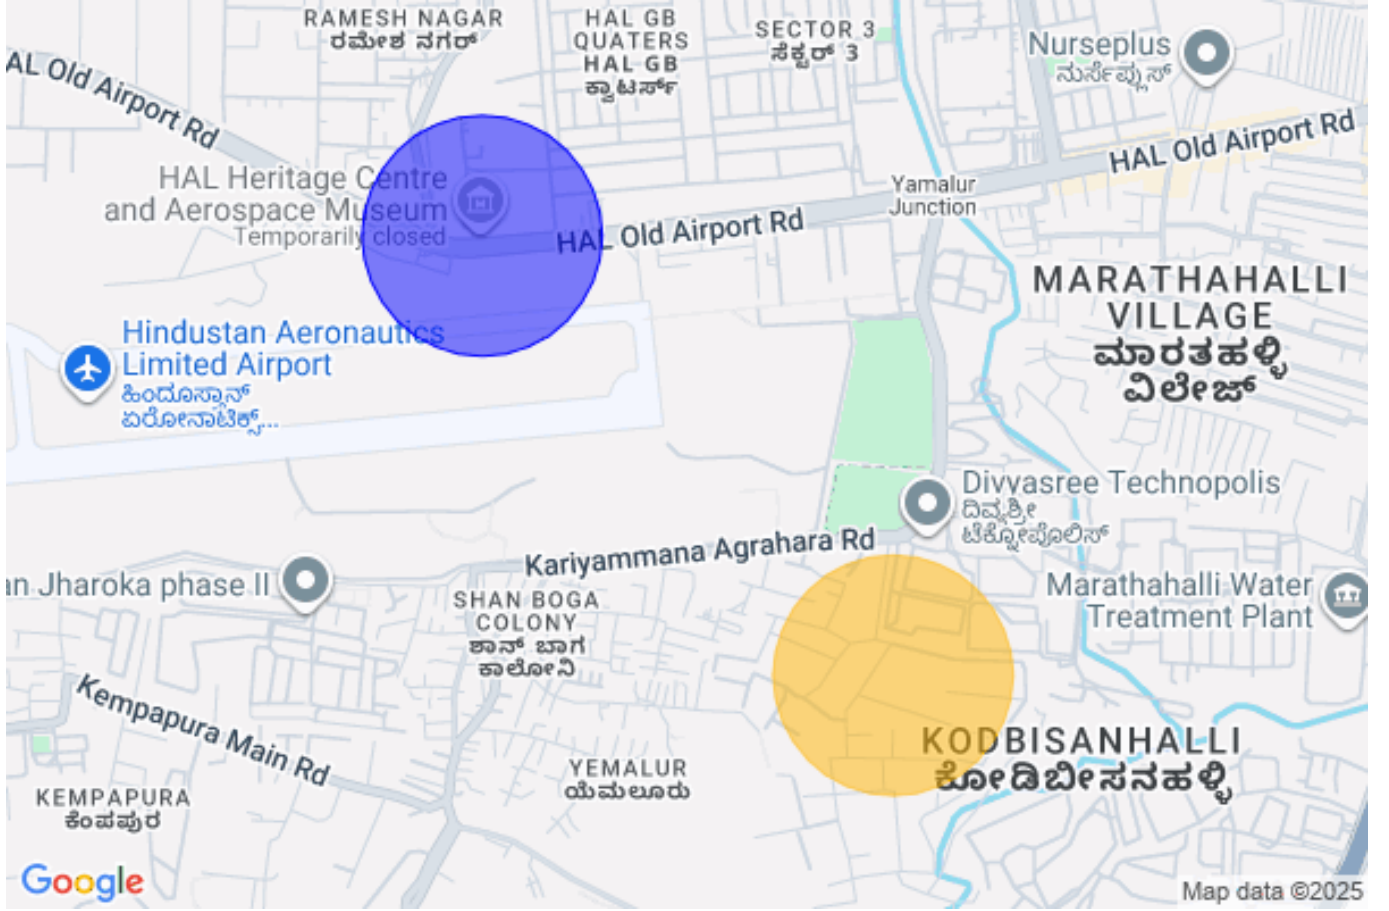 RAMESH NAGAR
ರಮೇಶ ನಗರ್
HAL GB
QUATERS
HAL GB
ಕ್ವಾಟರ್ಸ್
SECTOR 3
ಸೆಕ್ಟರ್ 3
Nurseplus
ನುರ್ಸೆಪ್ಲುಸ್
AL Old Airport Rd
HAL Old Airport Rd
HAL Heritage Centre
and Aerospace Museum
Temporarily closed
Yamalur
Junction
HAL Old Airport Rd
MARATHAHALLI
VILLAGE
ಮಾರತಹಳ್ಳಿ
ವಿಲೇಜ್
Hindustan Aeronautics
Limited Airport
ಹಿಂದೂಸ್ತಾನ್
ಏರೋನಾಟಿಕ್ಸ್...
Divyasree Technopolis
ದಿವ್ಯಶ್ರೀ
ಟೆಕ್ನೋಪೊಲಿಸ್
Kariyammana Agrahara Rd
an Jharoka phase II
SHAN BOGA
COLONY
ಶಾನ್ ಬಾಗ
ಕಾಲೋನಿ
Marathahalli Water
Treatment Plant
Kempapura Main Rd
KODBISANHALLI
ಕೋಡಿಬೀಸನಹಳ್ಳಿ
YEMALUR
ಯೆಮಲೂರು
KEMPAPURA
ಕೆಂಪಪುರ
Google
Map data ©2025